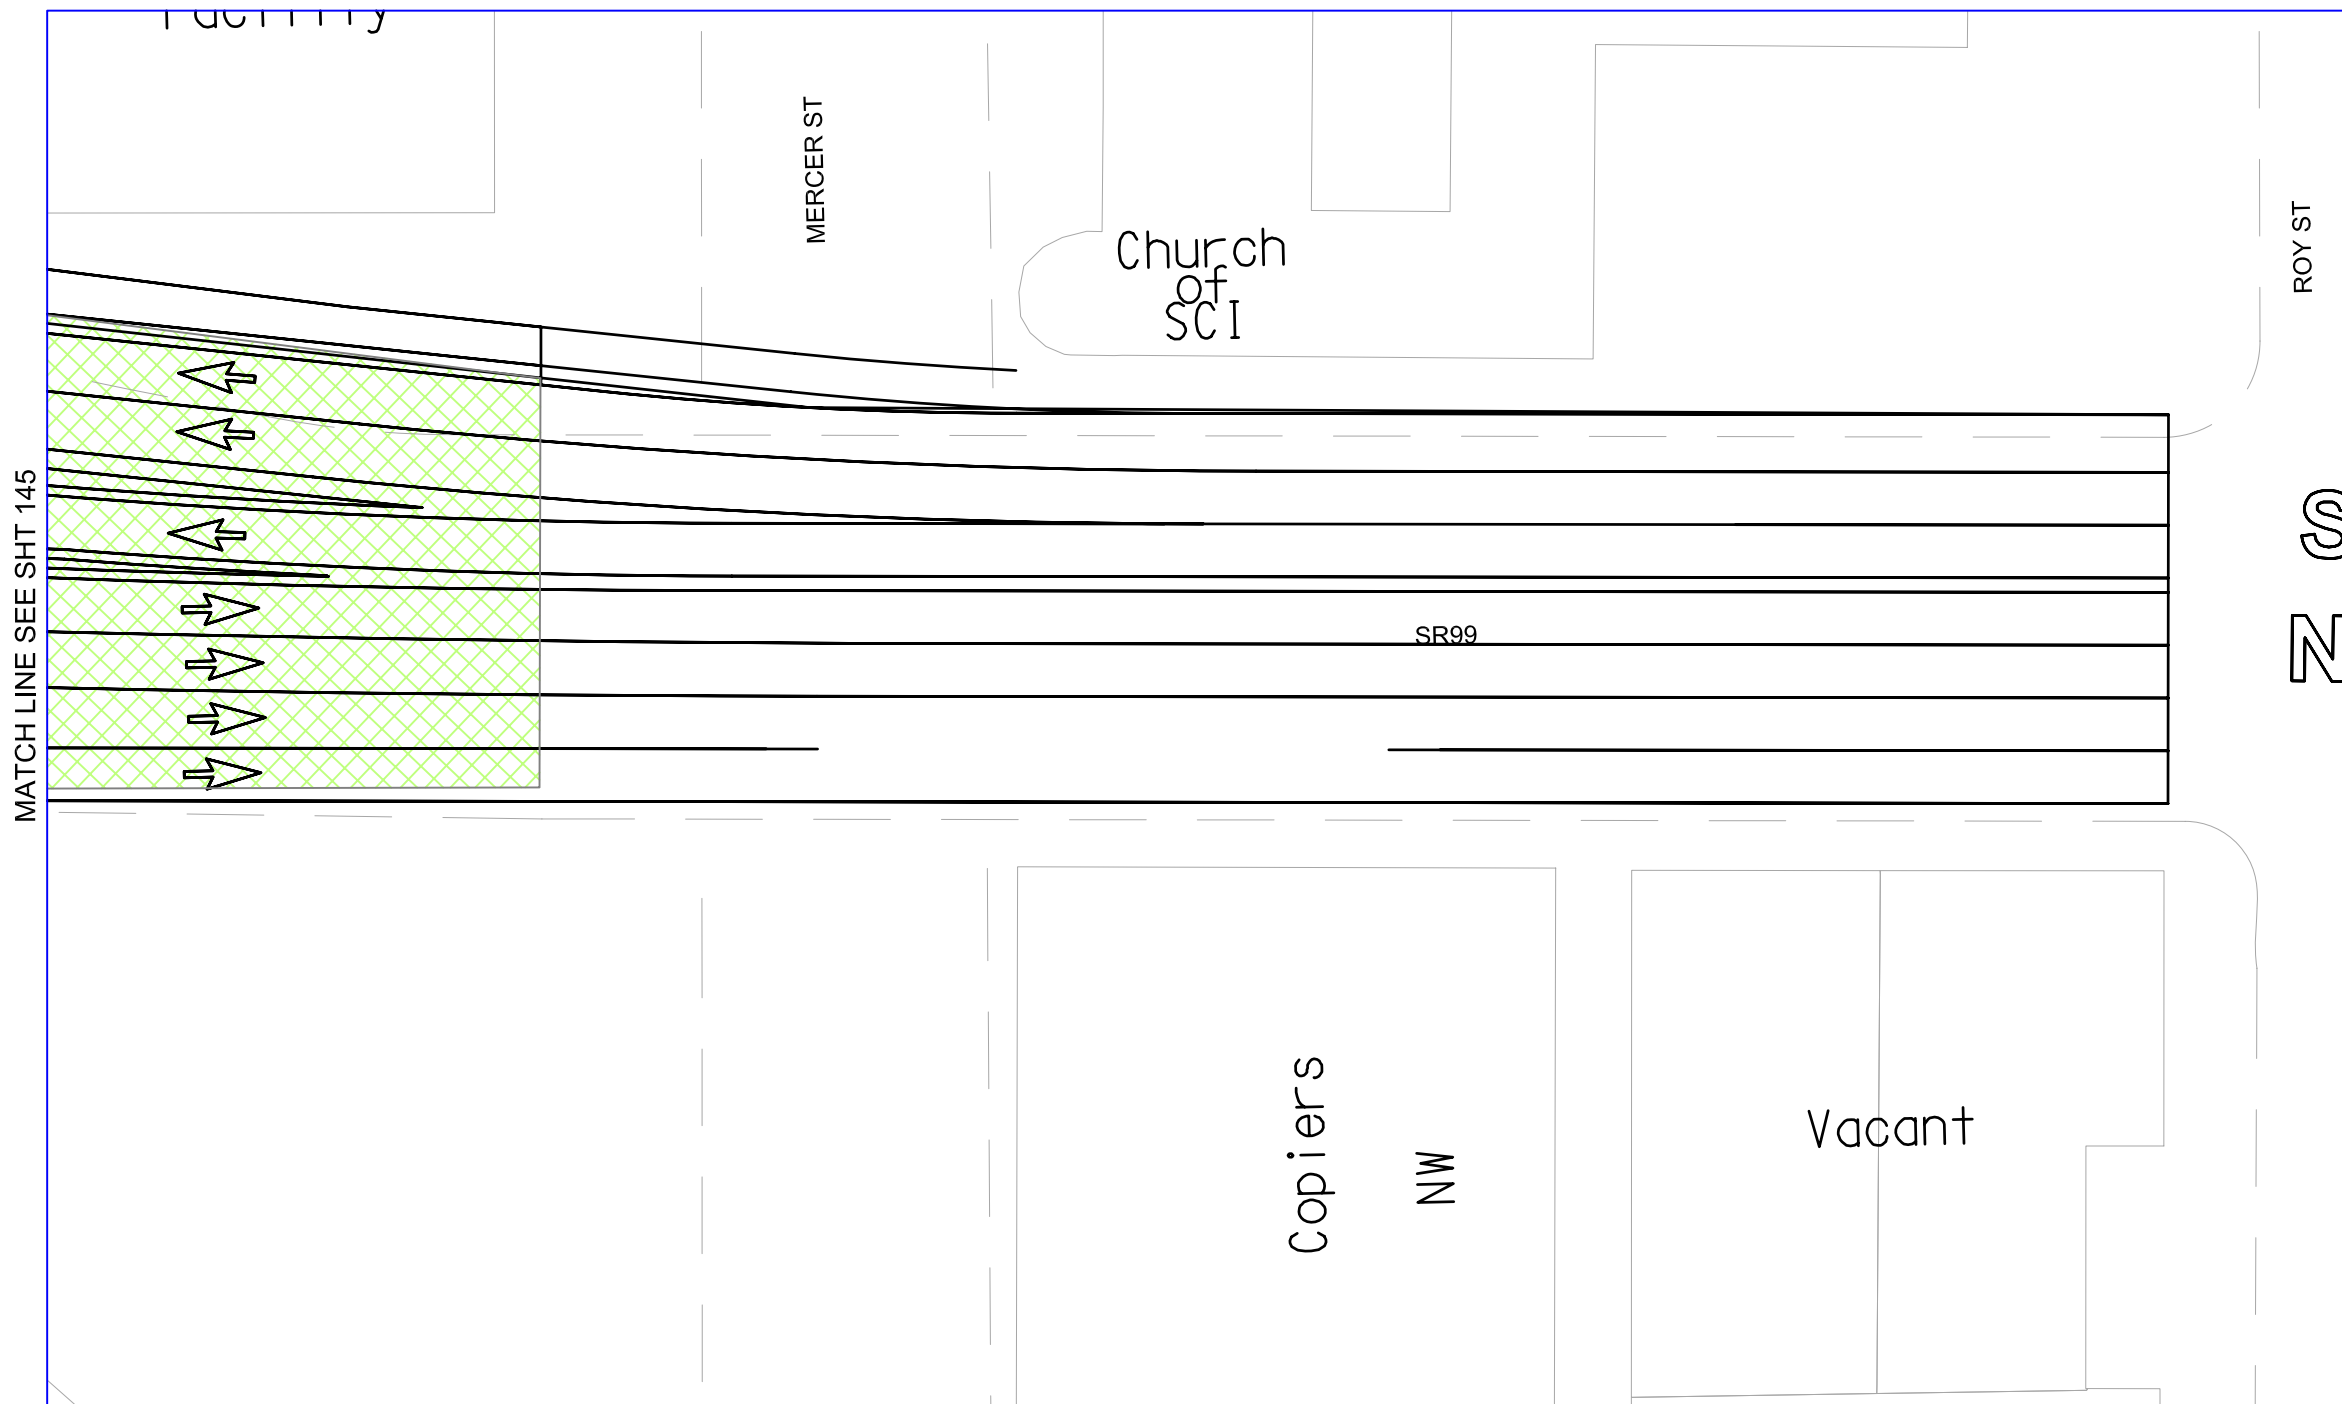 MERCER ST
Church
of
SCI
ROY ST
MATCH LINE SEE SHT 145
S
SR99
N
Copiers
NW
Vacant